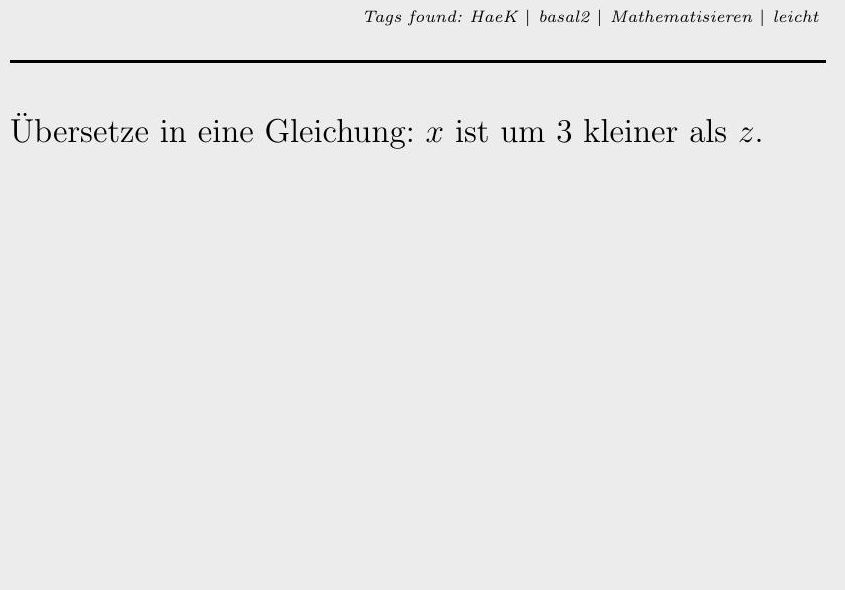 Tags found: HaeK | basal2 | Mathematisieren | leicht
Übersetze in eine Gleichung: x ist um 3 kleiner als z.